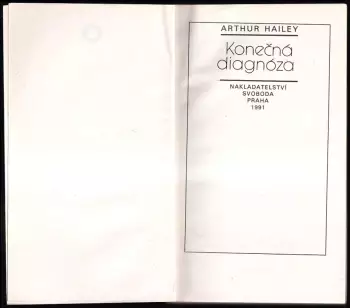 ARTHUR HAILEY
Konečná
diagnóza
NAKLADATELSTVÍ
SVOBODA
PRAHA
1991